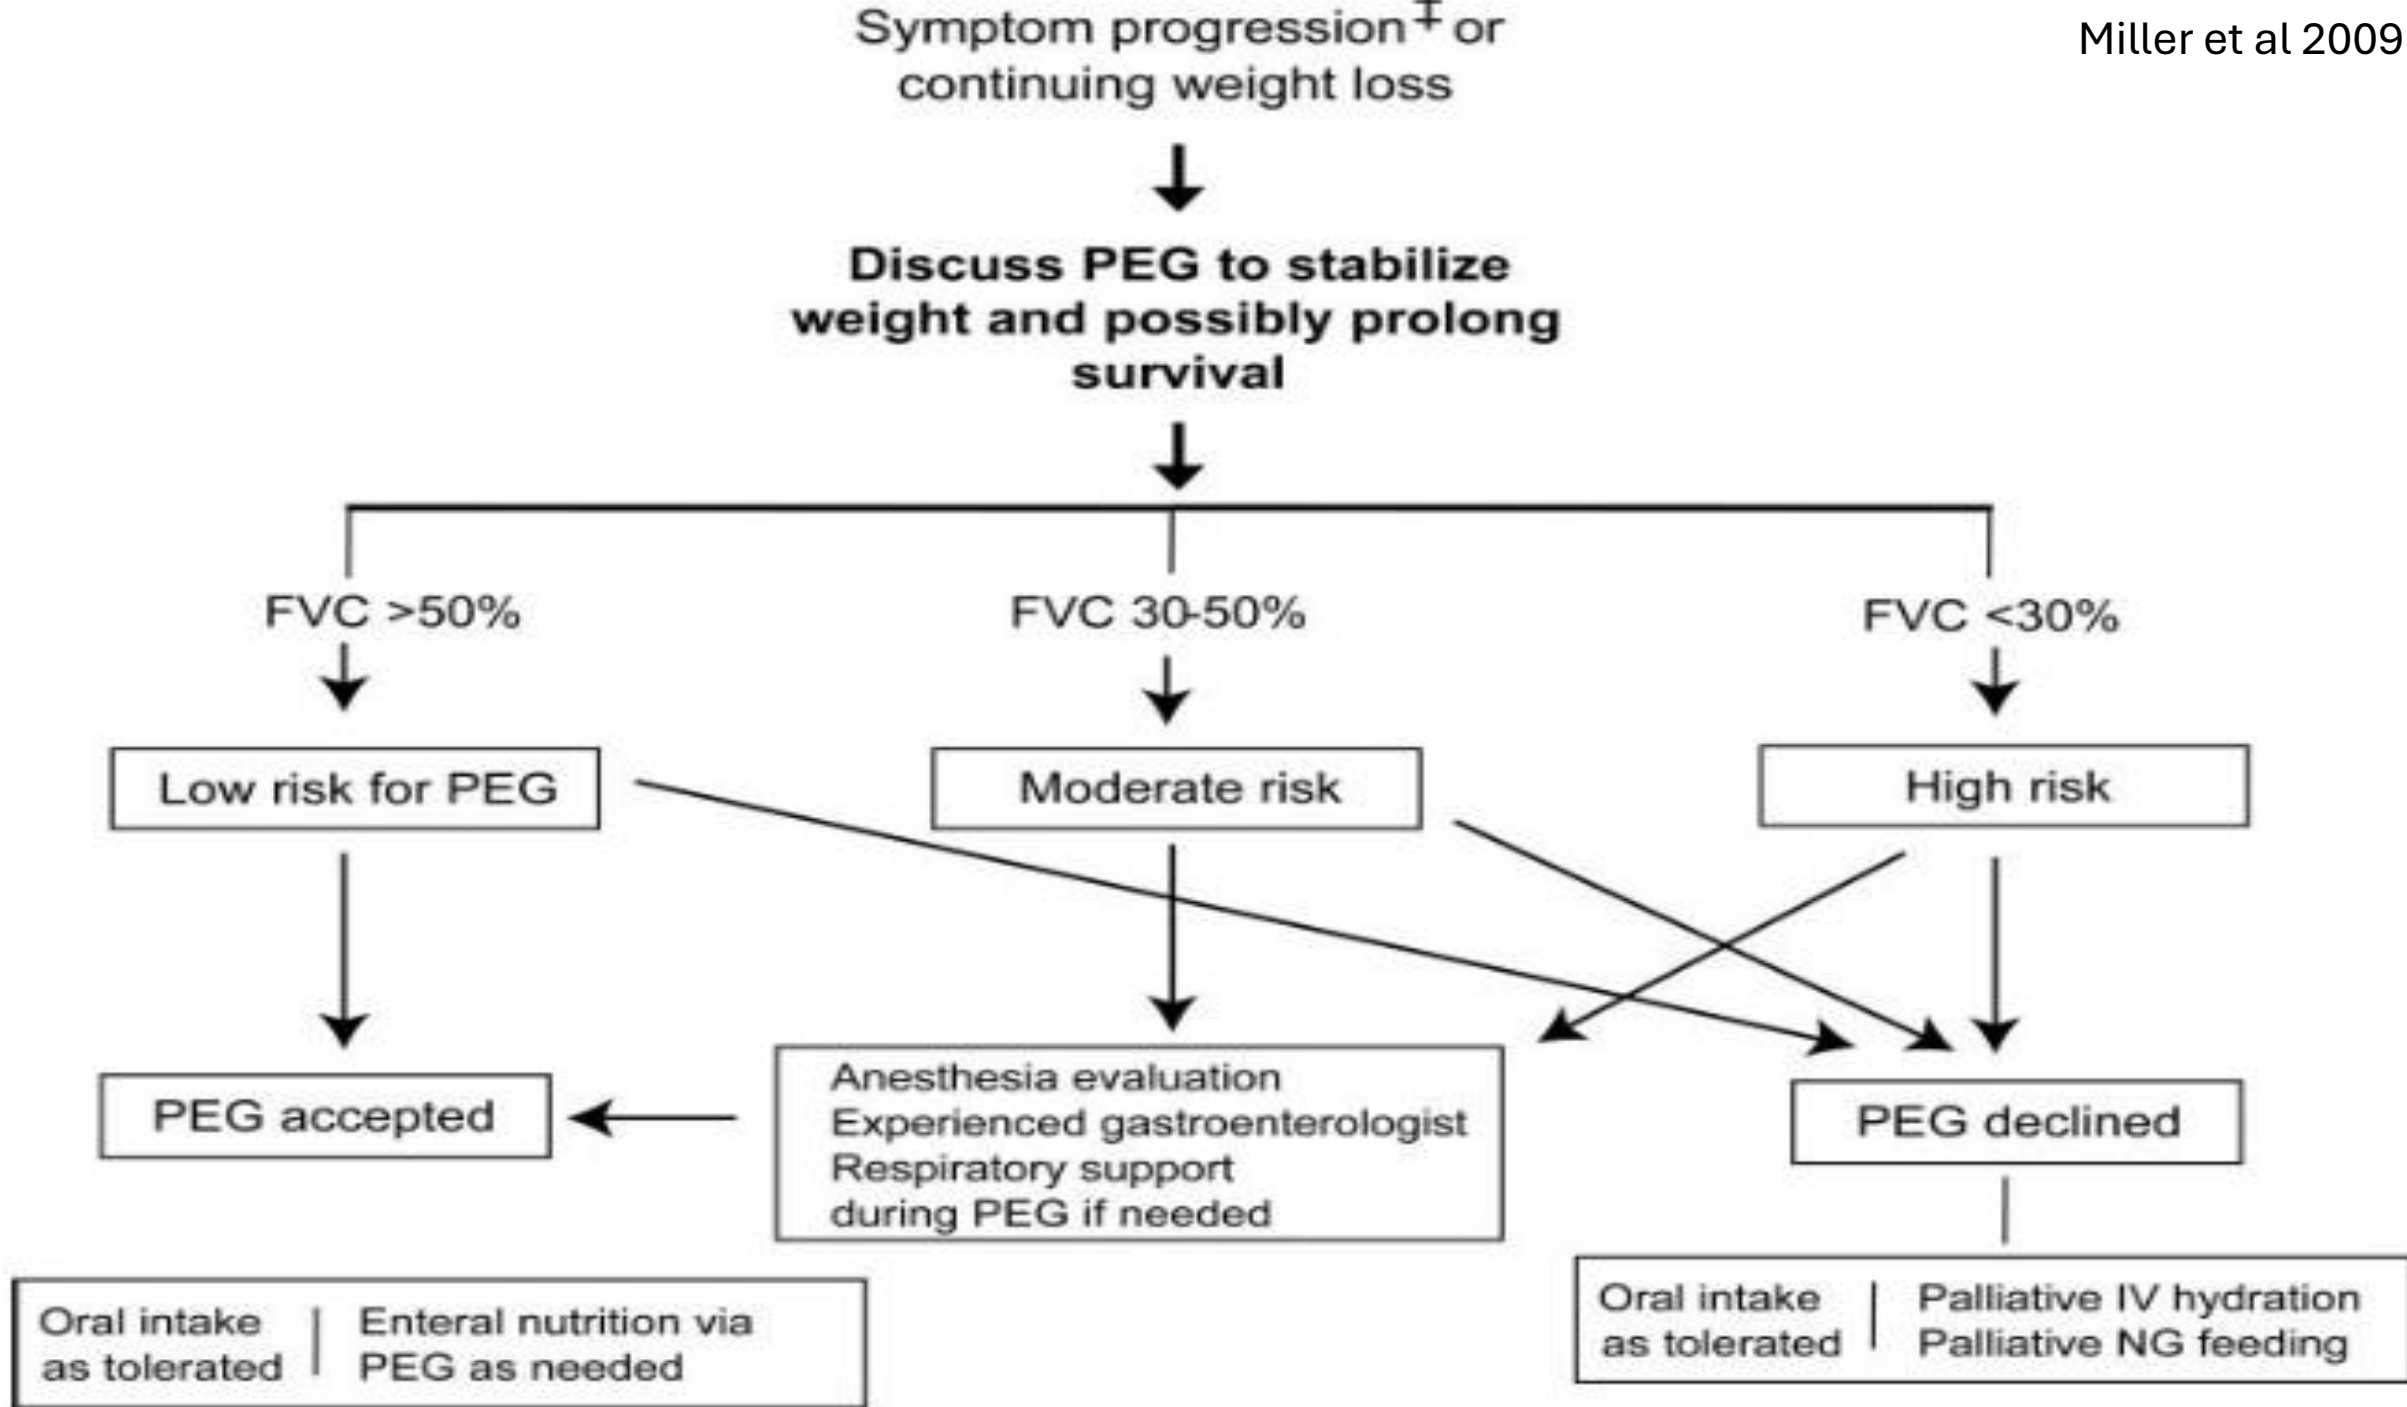 Symptom progression‡ or
continuing weight loss
Miller et al 2009
Discuss PEG to stabilize
weight and possibly prolong
survival
FVC >50%
FVC 30-50%
FVC <30%
Low risk for PEG
Moderate risk
High risk
PEG accepted
Anesthesia evaluation
Experienced gastroenterologist
Respiratory support
during PEG if needed
PEG declined
Oral intake
as tolerated
Enteral nutrition via
PEG as needed
Oral intake
as tolerated
Palliative IV hydration
Palliative NG feeding